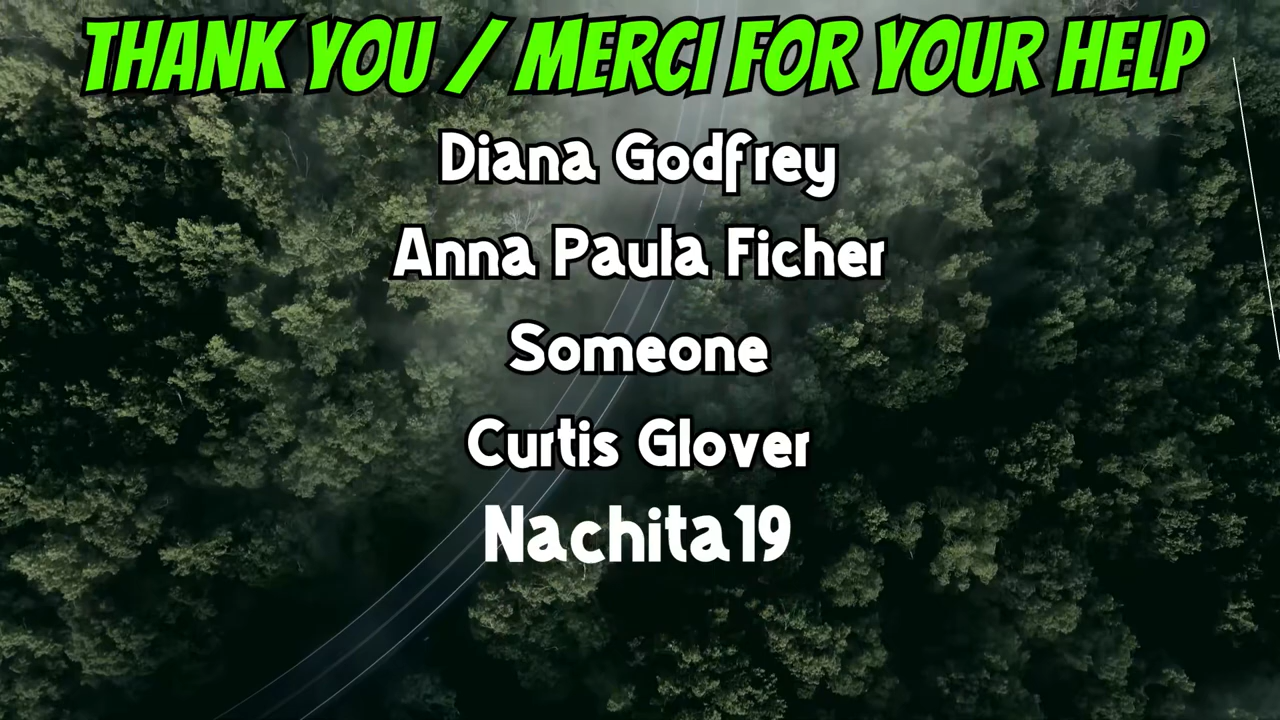 THANK YOU / MERCI FOR YOUR HELP
Diana Godfrey
Anna Paula Ficher
Someone
Curtis Glover
Nachita19